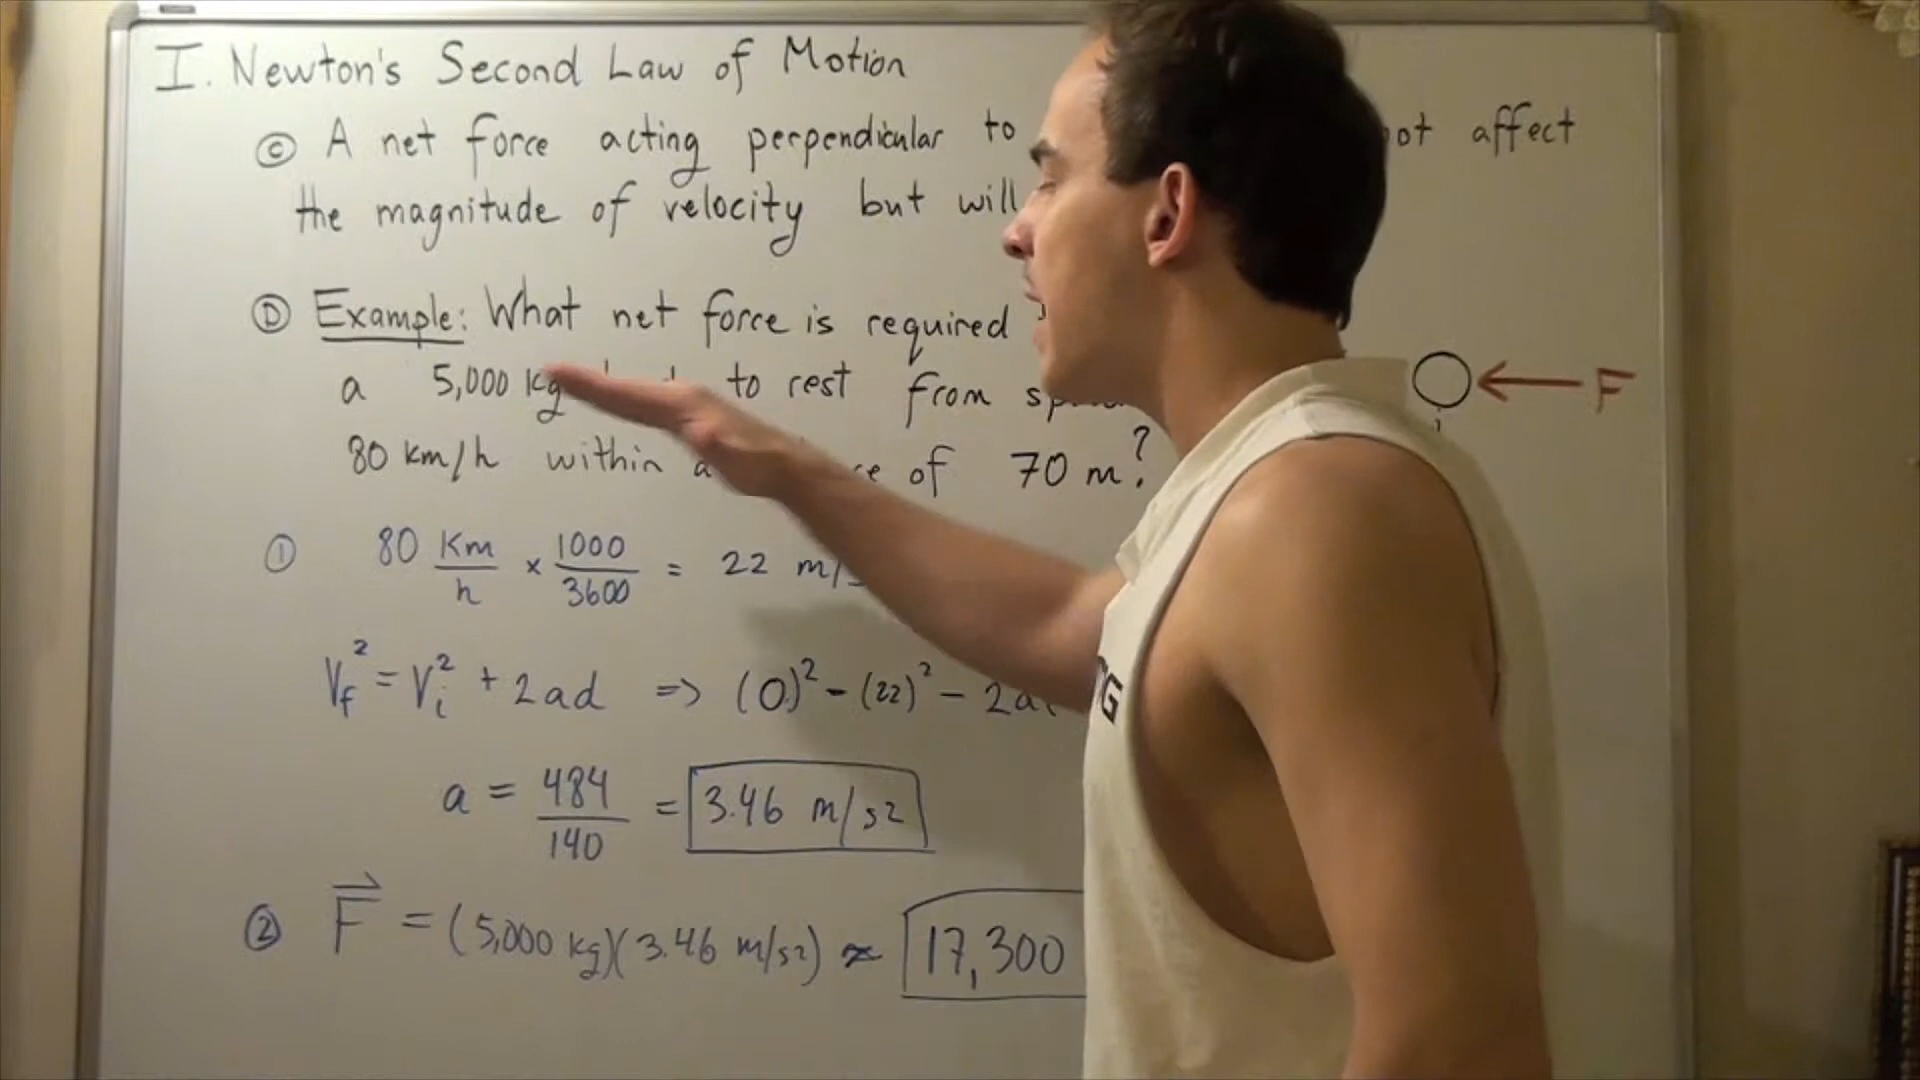 I. Newton's Second Law of Motion
Ⓒ A net force acting perpendicular to not affect
the magnitude of velocity but will
Ⓓ Example: What net force is required
a 5,000 kg to rest from
80 km/h within a of 70 m?
F
① 80 Km/h × 1000/3600 = 22 m/s
Vf² = Vi² + 2ad => (0)² - (22)² - 2a
a = 484/140 = 3.46 m/s2
② F⃗ = (5,000 kg)(3.46 m/s2) ≈ 17,300